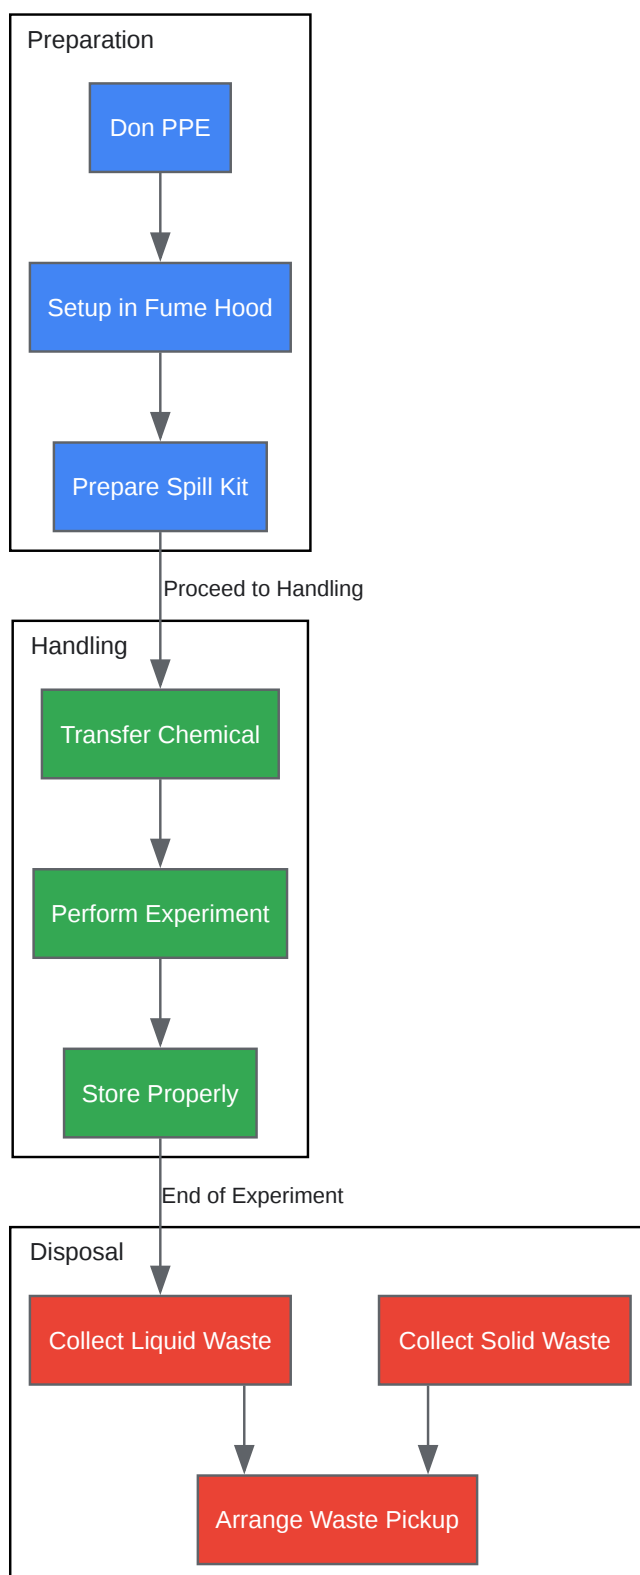 Preparation
Don PPE
Setup in Fume Hood
Prepare Spill Kit
Proceed to Handling
Handling
Transfer Chemical
Perform Experiment
Store Properly
End of Experiment
Disposal
Collect Liquid Waste
Collect Solid Waste
Arrange Waste Pickup